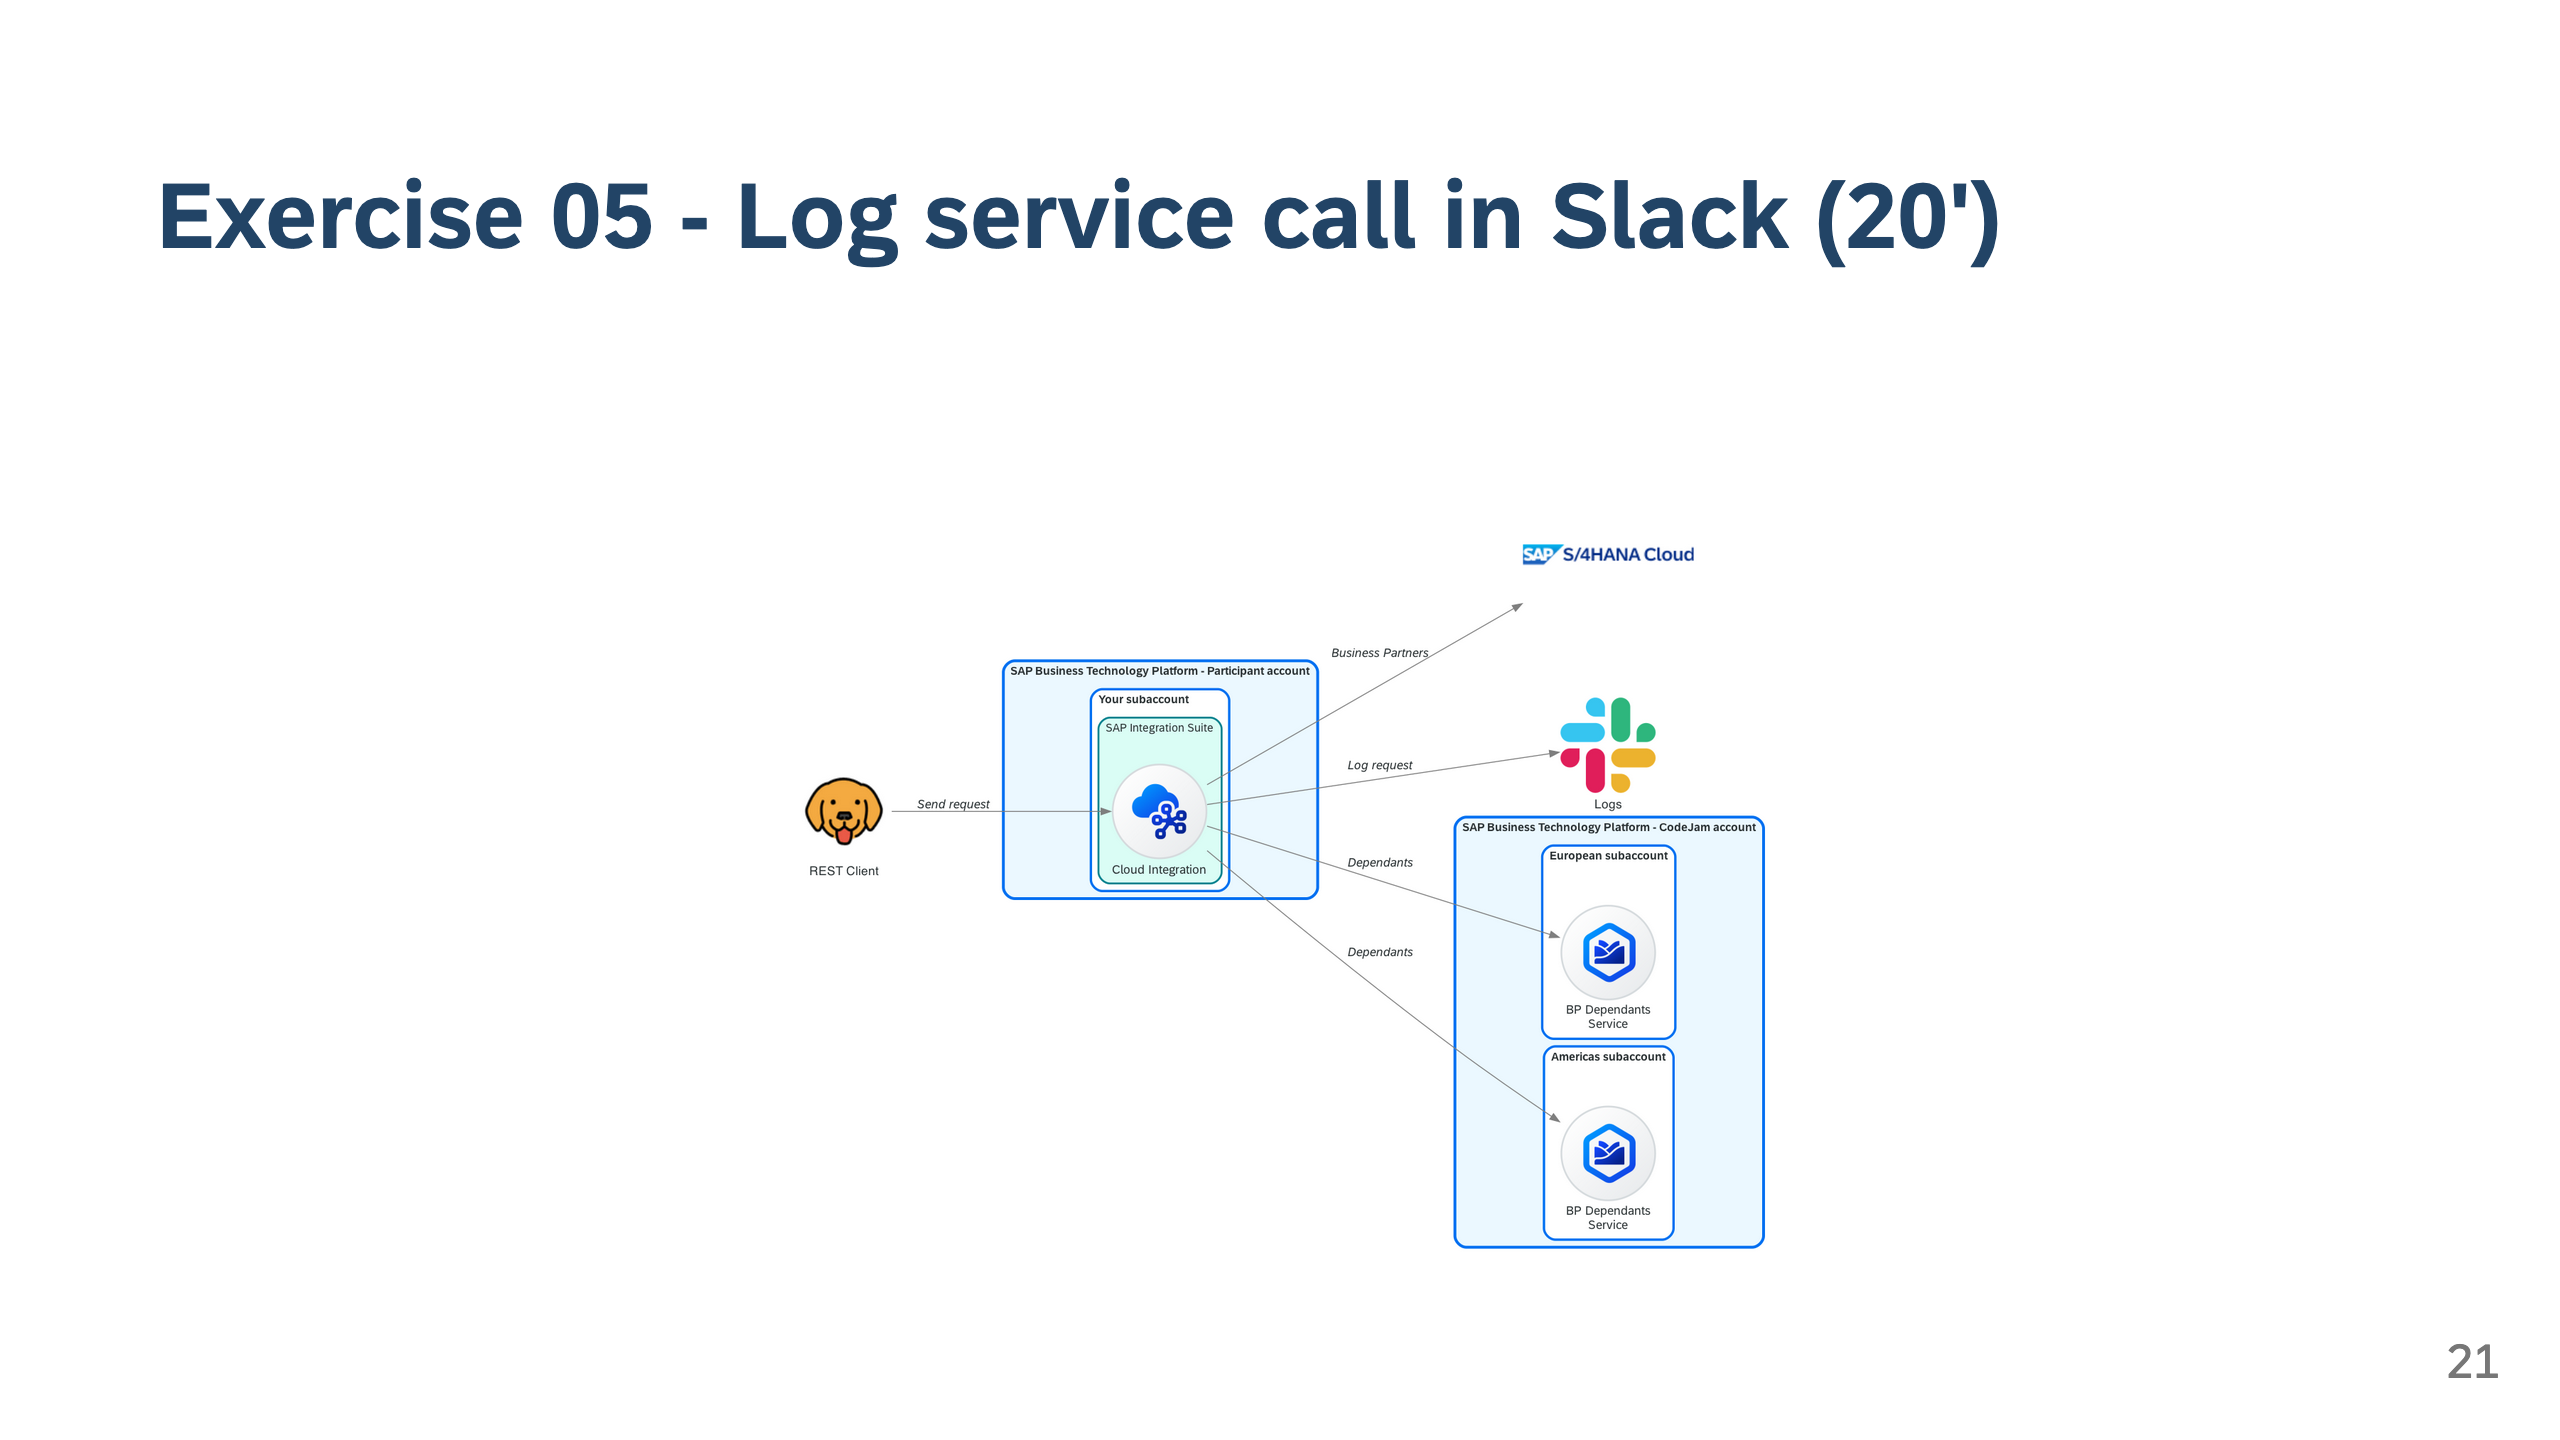 Exercise 05 - Log service call in Slack (20')
SAP S/4HANA Cloud
Business Partners
SAP Business Technology Platform - Participant account
Your subaccount
SAP Integration Suite
Cloud Integration
Send request
REST Client
Log request
Logs
Dependants
Dependants
SAP Business Technology Platform - CodeJam account
European subaccount
BP Dependants
Service
Americas subaccount
BP Dependants
Service
21